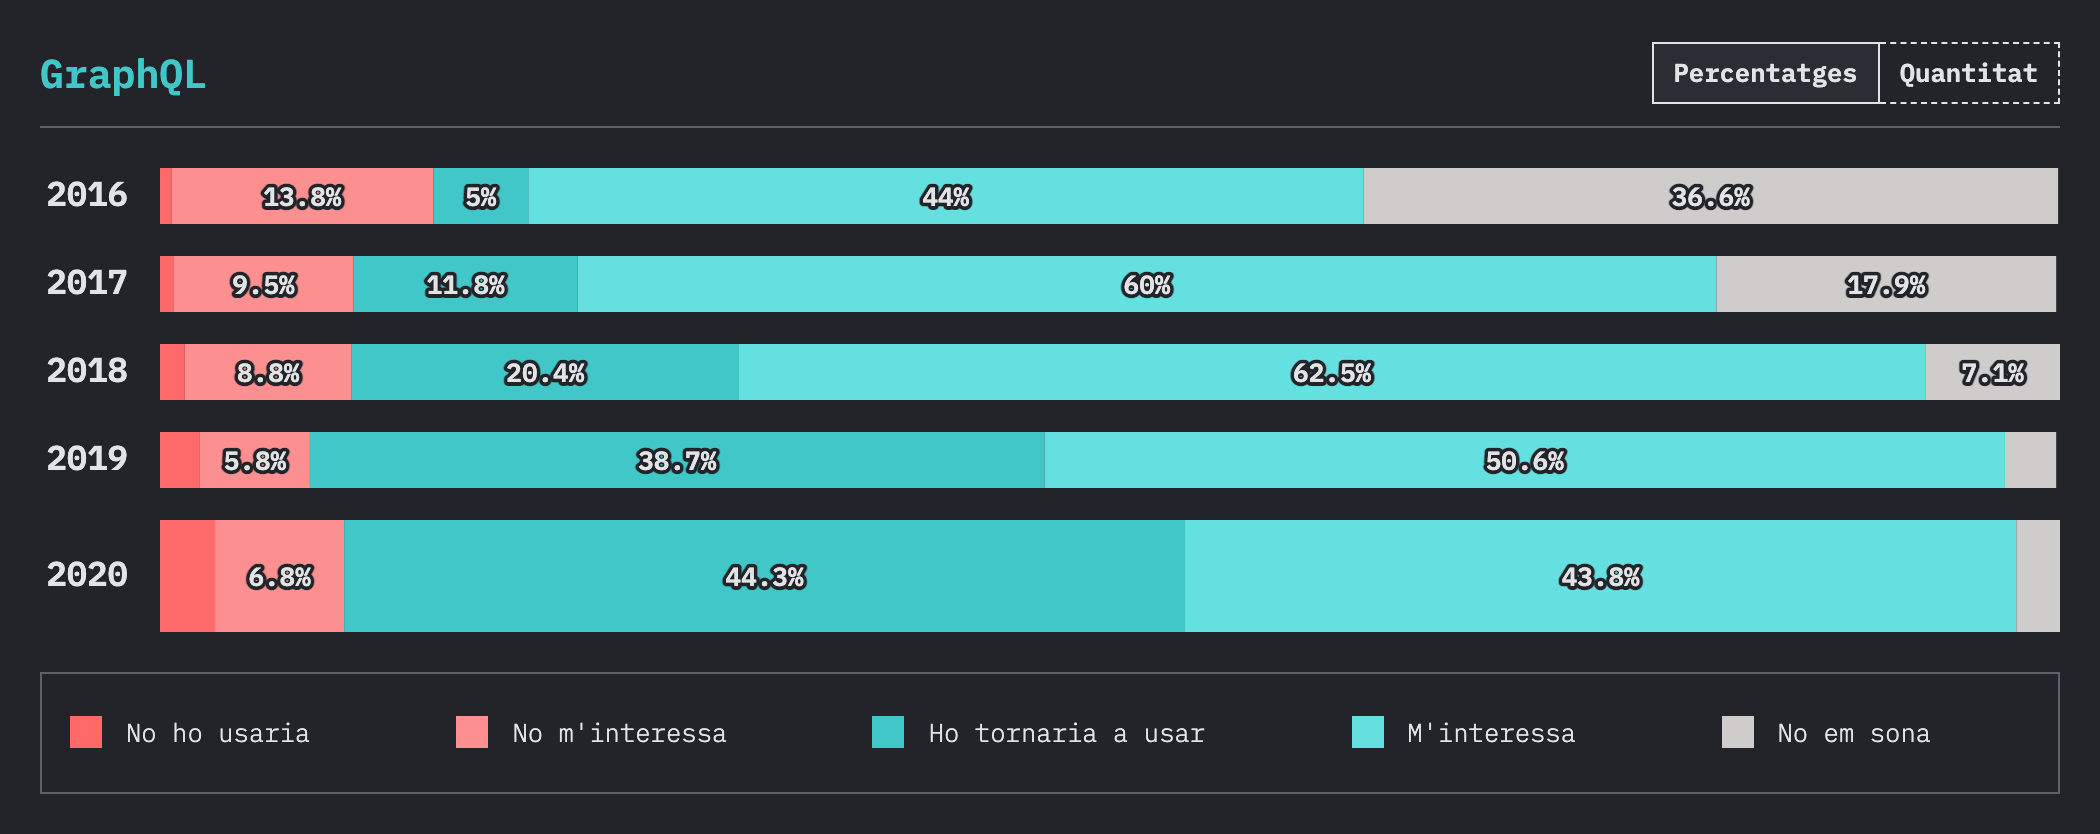 GraphQL
Percentatges Quantitat
2016 13.8% 5% 44% 36.6%
2017 9.5% 11.8% 60% 17.9%
2018 8.8% 20.4% 62.5% 7.1%
2019 5.8% 38.7% 50.6%
2020 6.8% 44.3% 43.8%
No ho usaria No m'interessa Ho tornaria a usar M'interessa No em sona